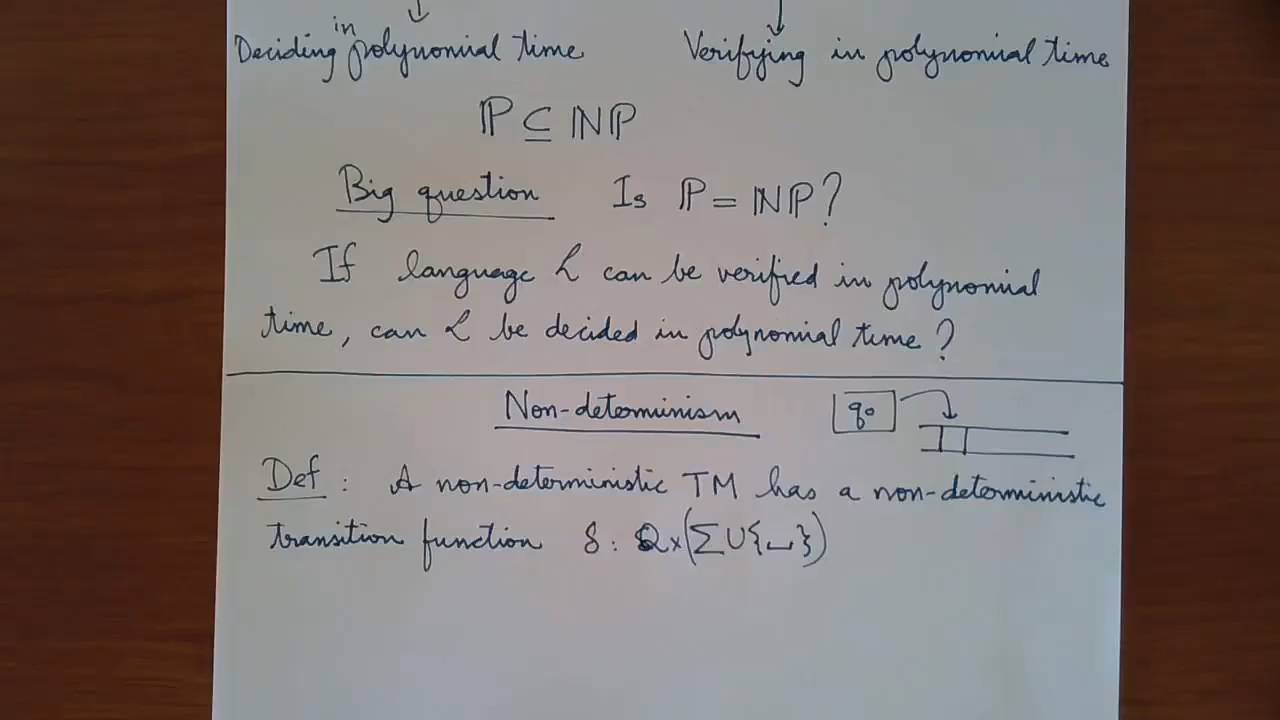 Deciding in polynomial time Verifying in polynomial time
ℙ ⊆ ℕℙ
Big question Is ℙ = ℕℙ?
If language L can be verified in polynomial
time, can L be decided in polynomial time?
Non-determinism q₀
Def: A non-deterministic TM has a non-deterministic
transition function δ: Q×(Σ∪{␣})